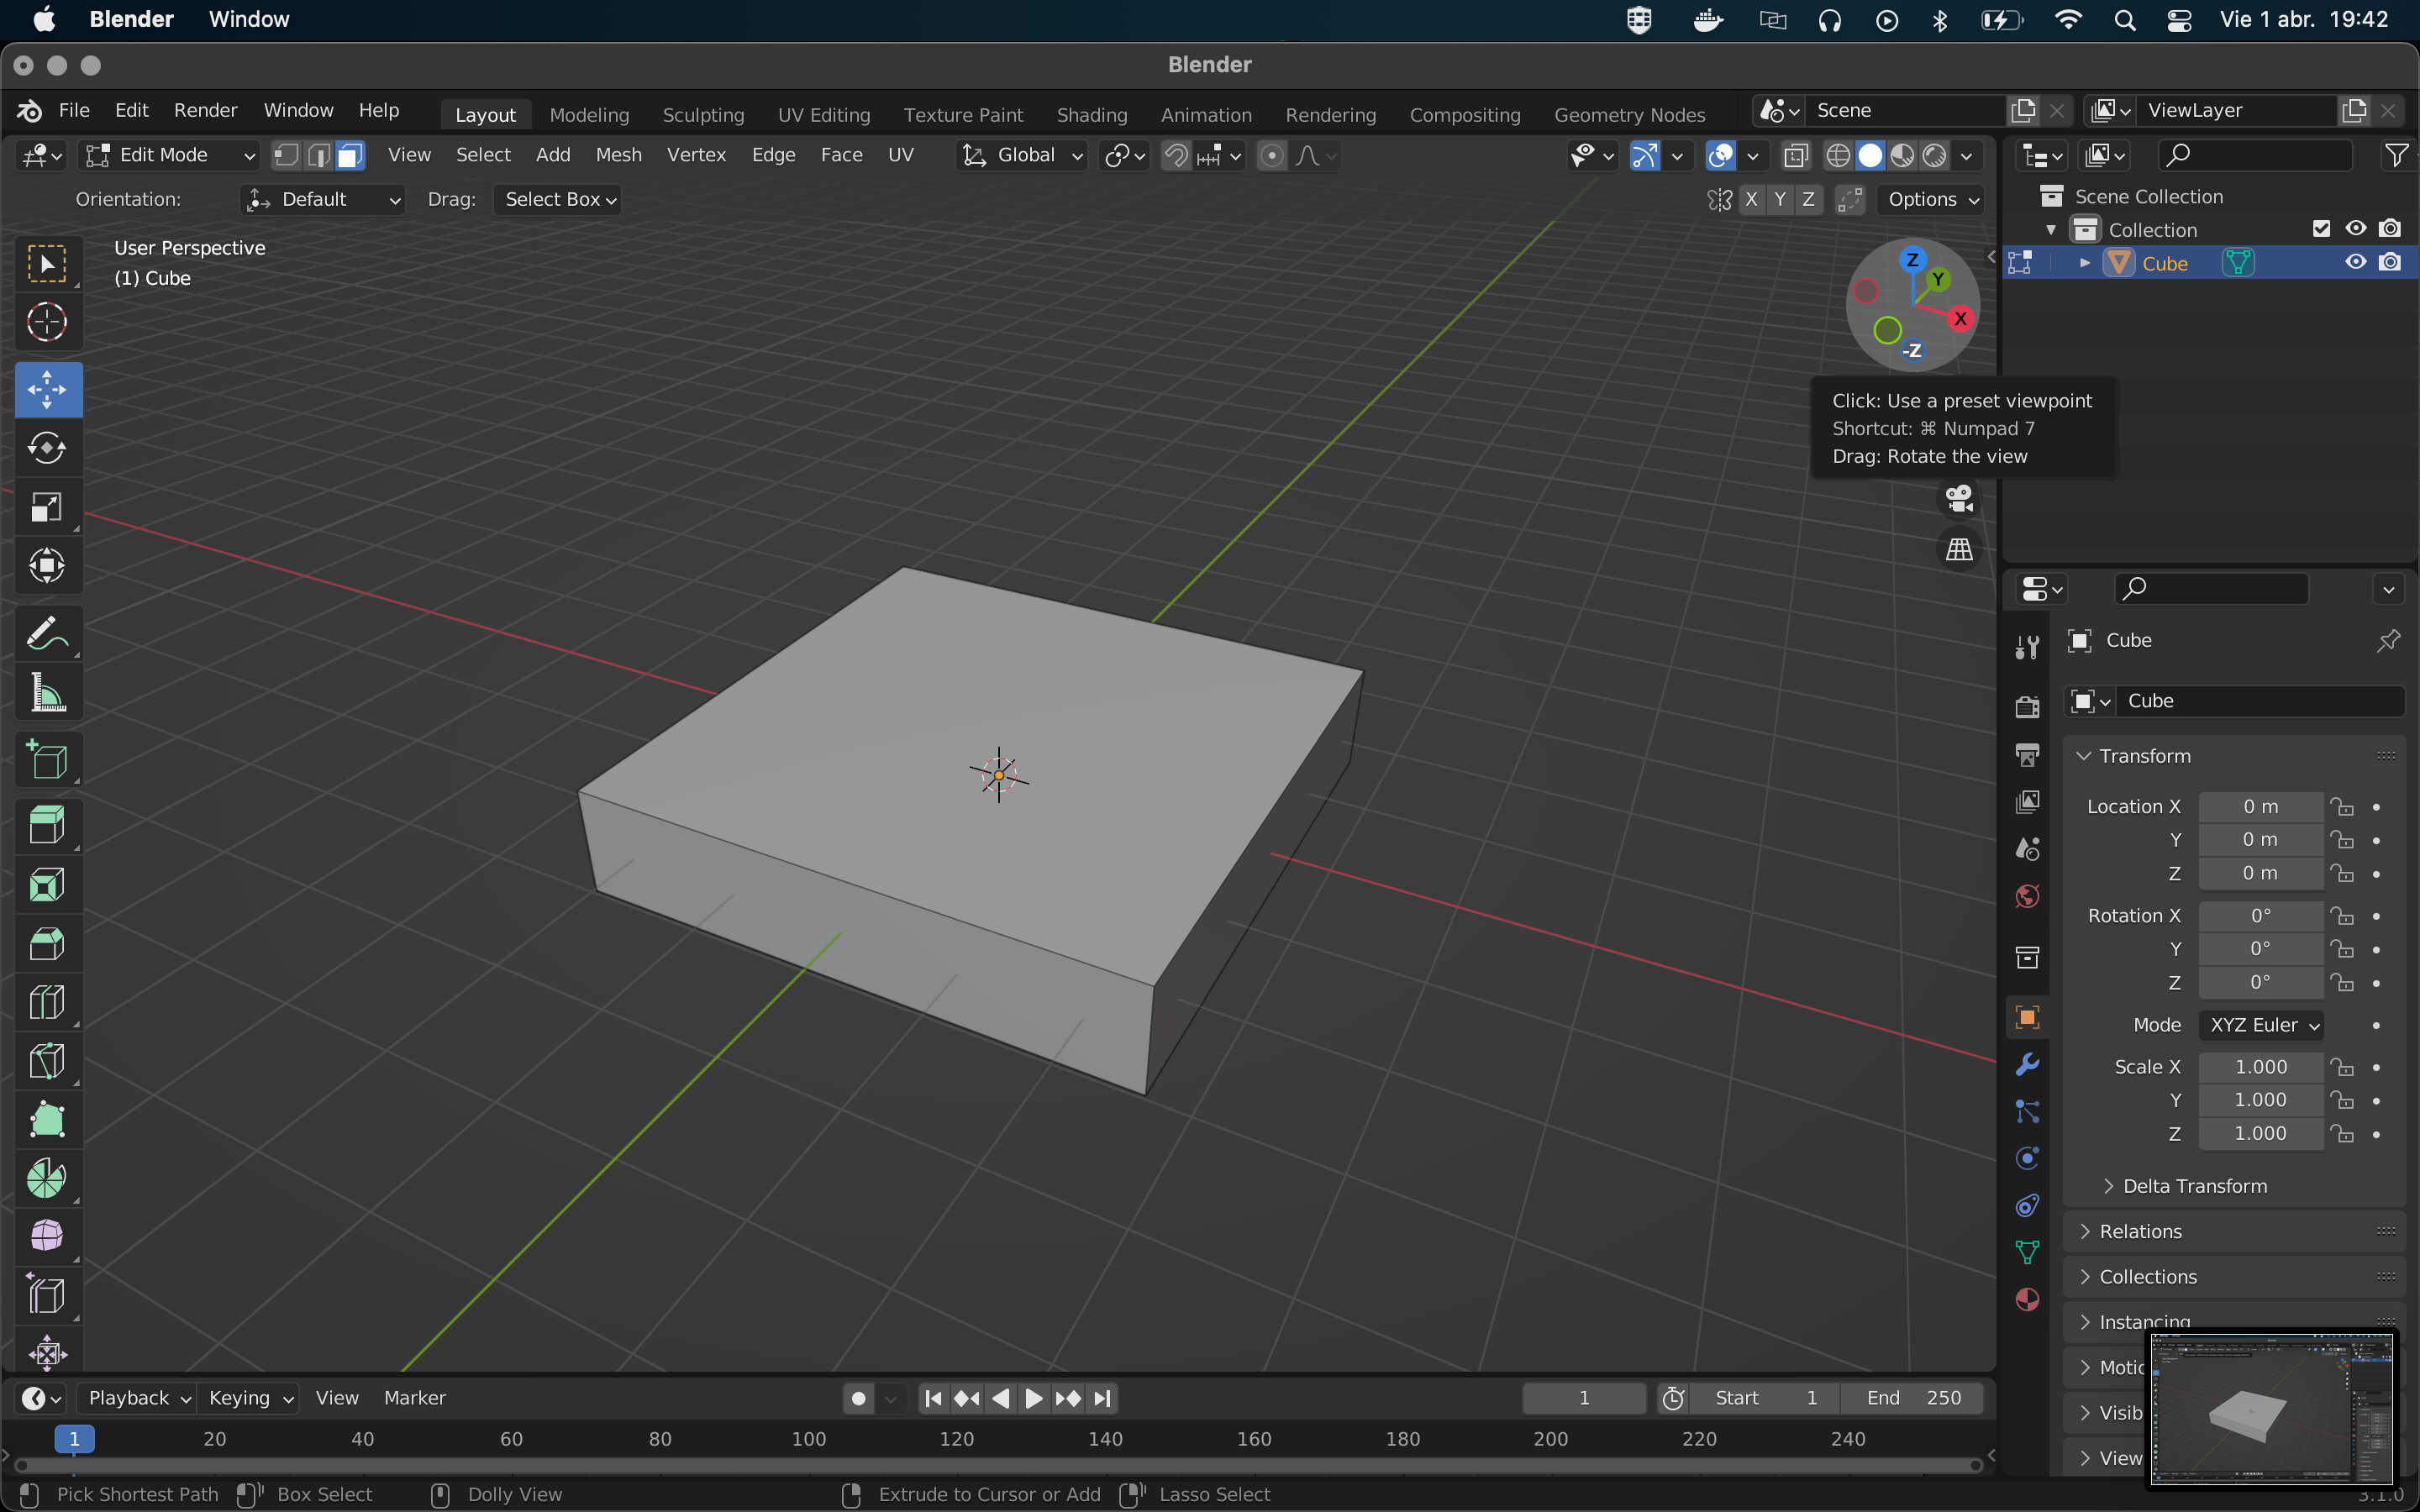 Blender Window Vie 1 abr. 19:42
Blender
File Edit Render Window Help Layout Modeling Sculpting UV Editing Texture Paint Shading Animation Rendering Compositing Geometry Nodes Scene ViewLayer
Edit Mode View Select Add Mesh Vertex Edge Face UV Global
Orientation: Default Drag: Select Box X Y Z Options
User Perspective
(1) Cube
Z
Y
X
-Z
Click: Use a preset viewpoint
Shortcut: ⌘ Numpad 7
Drag: Rotate the view
Scene Collection
Collection
Cube
Cube
Cube
Transform
Location X 0 m
Y 0 m
Z 0 m
Rotation X 0°
Y 0°
Z 0°
Mode XYZ Euler
Scale X 1.000
Y 1.000
Z 1.000
Delta Transform
Relations
Collections
Instancing
Motio
Visib
View
Playback Keying View Marker 1 Start 1 End 250
1 20 40 60 80 100 120 140 160 180 200 220 240
Pick Shortest Path Box Select Dolly View Extrude to Cursor or Add Lasso Select 3.1.0